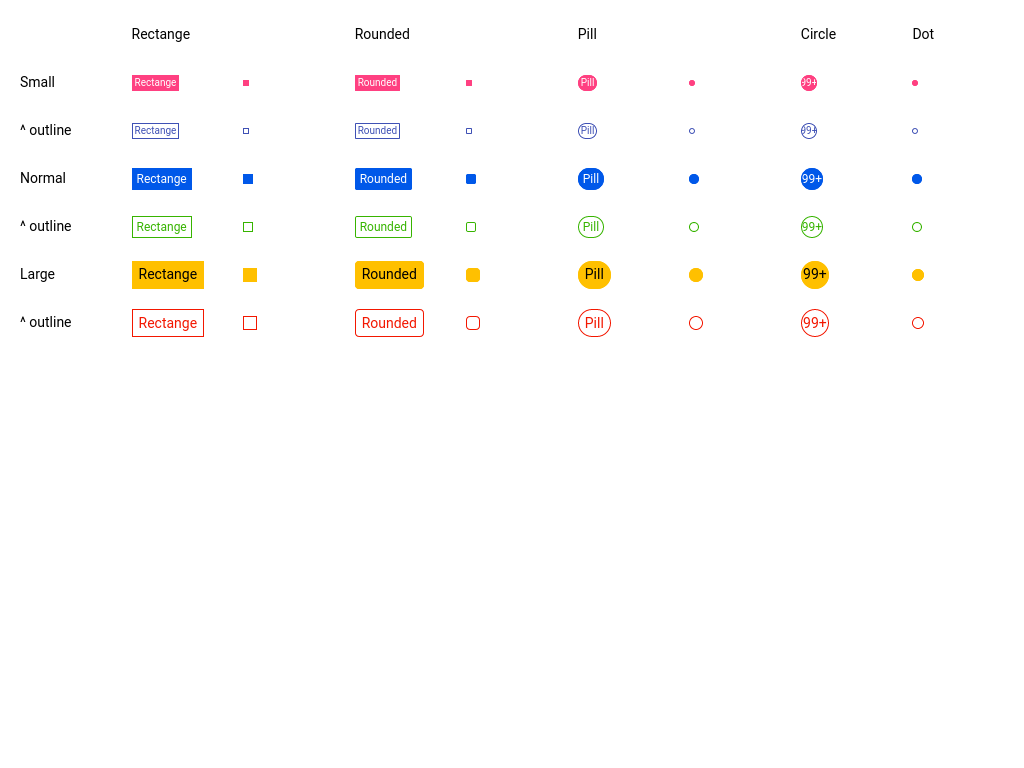 Rectange Rounded Pill Circle Dot
Small Rectange Rounded Pill 99+
^ outline Rectange Rounded Pill 99+
Normal Rectange Rounded Pill 99+
^ outline Rectange Rounded Pill 99+
Large Rectange Rounded Pill 99+
^ outline Rectange Rounded Pill 99+